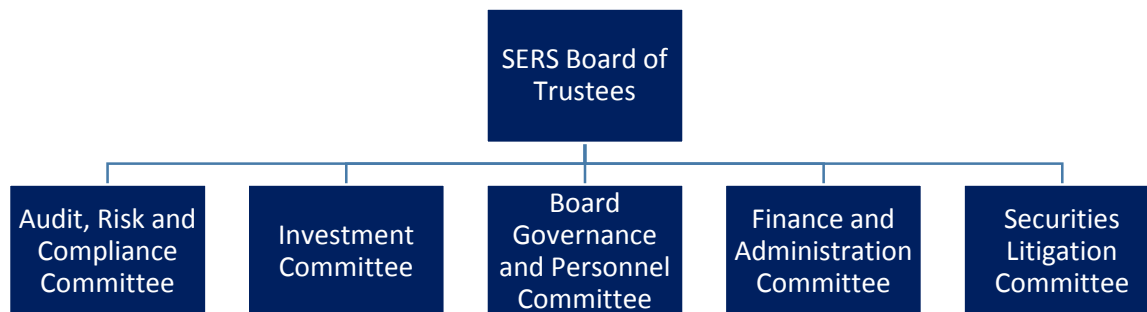 SERS Board of
Trustees
Audit, Risk and
Compliance
Committee
Investment
Committee
Board
Governance
and Personnel
Committee
Finance and
Administration
Committee
Securities
Litigation
Committee